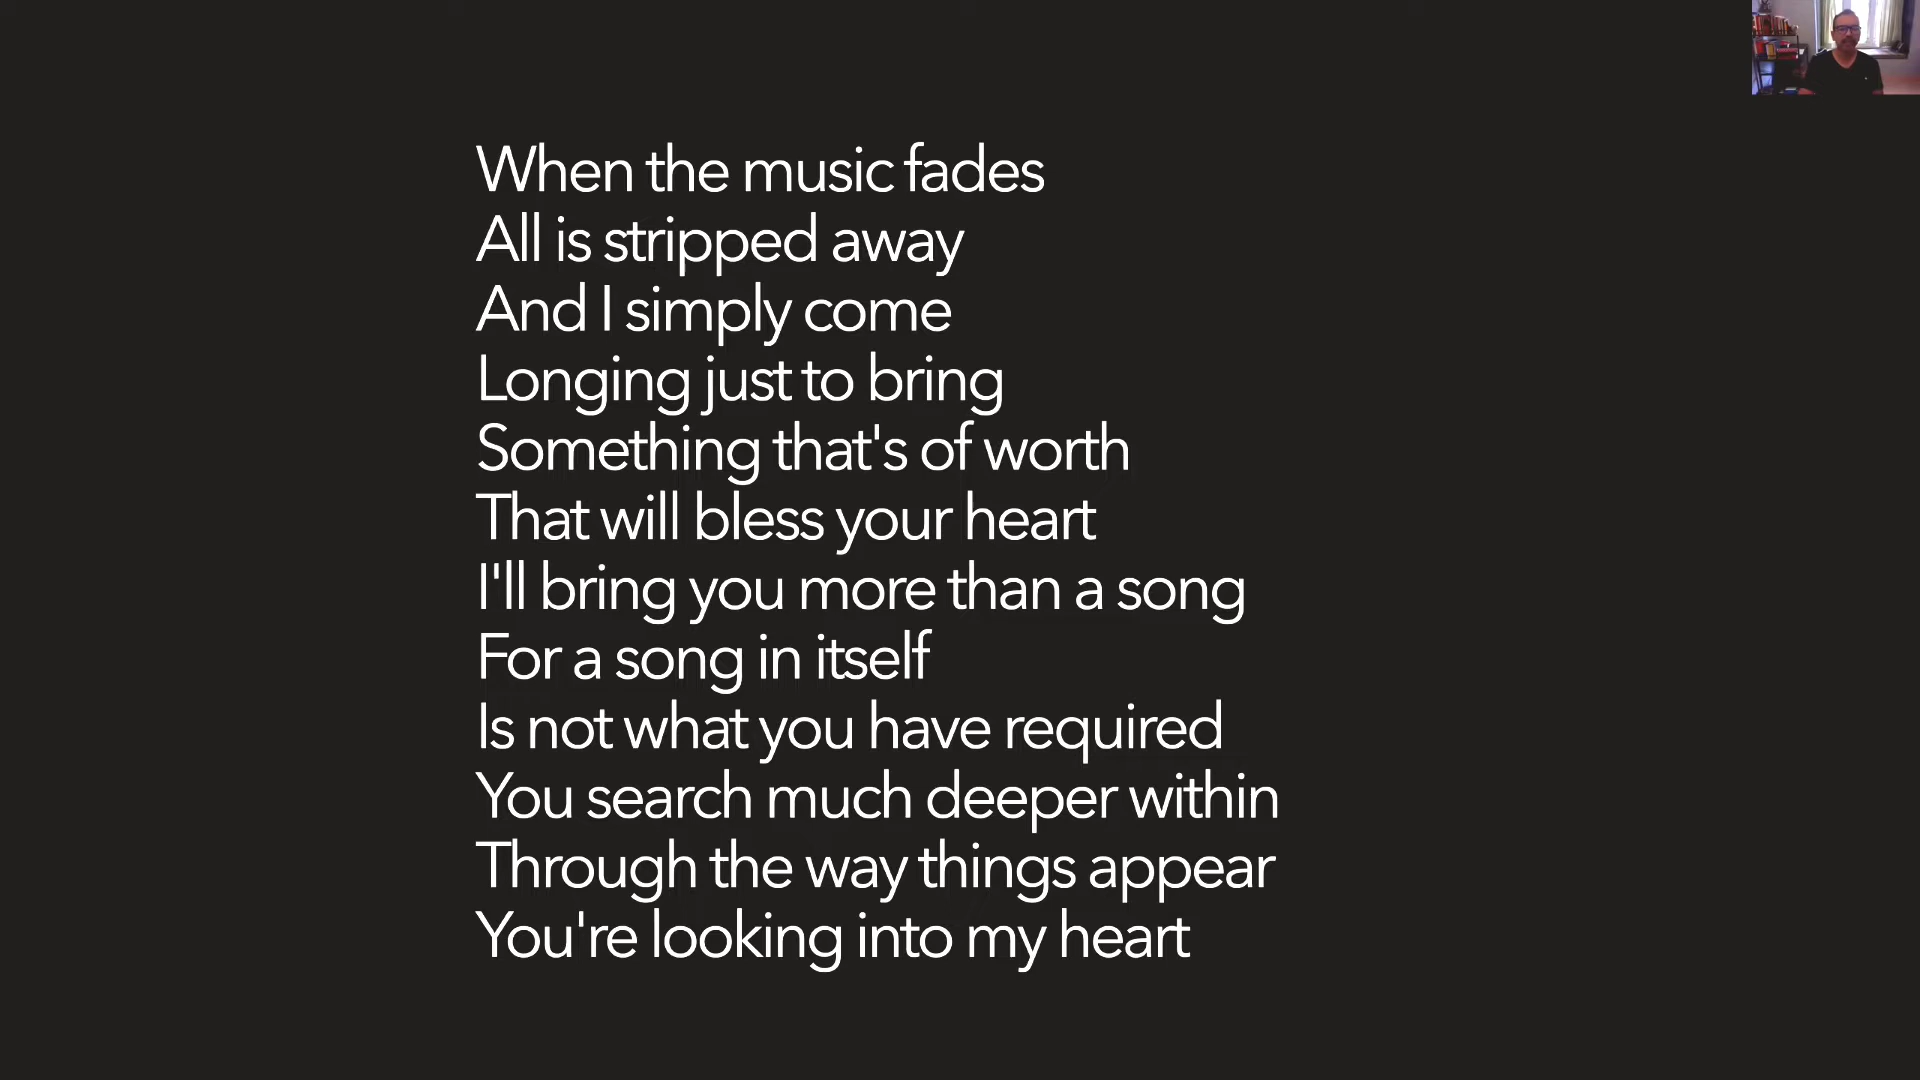 When the music fades
All is stripped away
And I simply come
Longing just to bring
Something that's of worth
That will bless your heart
I'll bring you more than a song
For a song in itself
Is not what you have required
You search much deeper within
Through the way things appear
You're looking into my heart